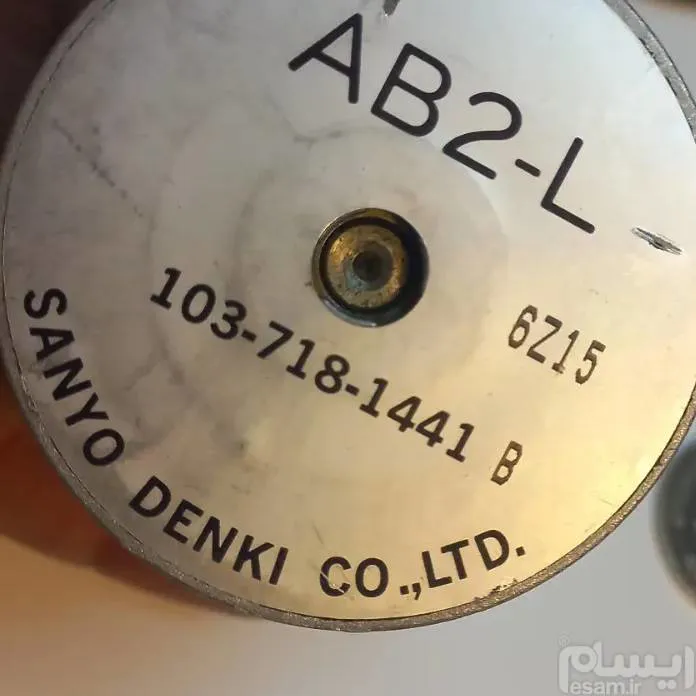 AB2-L
6Z15
103-718-1441 B
SANYO DENKI CO.,LTD.
ایسام
esam.ir